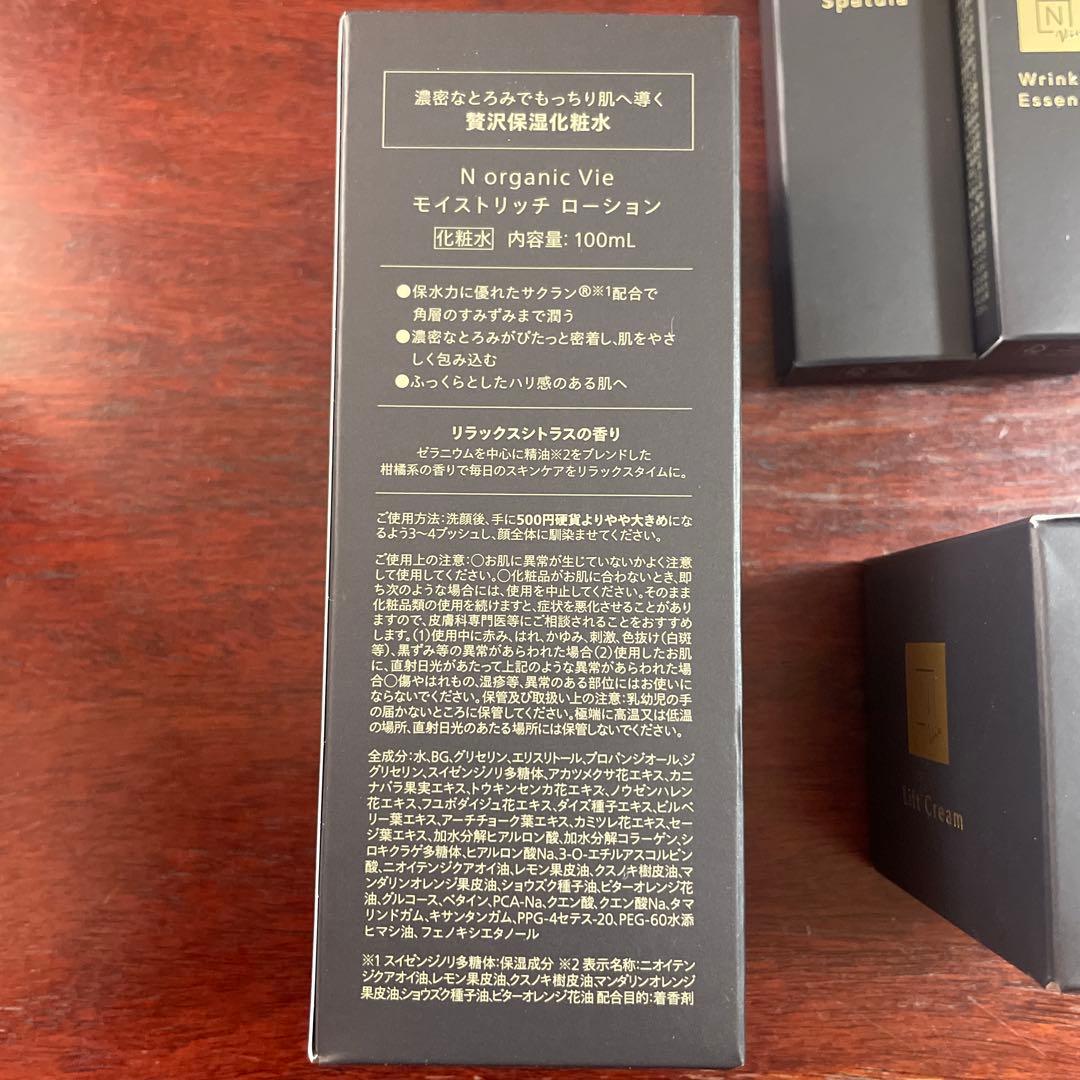 濃密なとろみでもっちり肌へ導く
贅沢保湿化粧水
N organic Vie
モイストリッチ ローション
化粧水 内容量: 100mL
●保水力に優れたサクラン®※1配合で
角層のすみずみまで潤う
●濃密なとろみがぴたっと密着し、肌をやさ
しく包み込む
●ふっくらとしたハリ感のある肌へ
リラックスシトラスの香り
ゼラニウムを中心に精油※2をブレンドした
柑橘系の香りで毎日のスキンケアをリラックスタイムに。
ご使用方法:洗顔後、手に500円硬貨よりやや大きめにな
るよう3〜4プッシュし、顔全体に馴染ませてください。
ご使用上の注意:○お肌に異常が生じていないかよく注意
して使用してください。○化粧品がお肌に合わないとき、即
ち次のような場合には、使用を中止してください。そのまま
化粧品類の使用を続けますと、症状を悪化させることがあり
ますので、皮膚科専門医等にご相談されることをおすすめ
します。(1)使用中に赤み、はれ、かゆみ、刺激、色抜け(白斑
等)、黒ずみ等の異常があらわれた場合(2)使用したお肌
に、直射日光があたって上記のような異常があらわれた場
合○傷やはれもの、湿疹等、異常のある部位にはお使いに
ならないでください。保管及び取扱い上の注意:乳幼児の手
の届かないところに保管してください。極端に高温又は低温
の場所、直射日光のあたる場所には保管しないでください。
全成分:水、BG、グリセリン、エリスリトール、プロパンジオール、ジ
グリセリン、スイゼンジノリ多糖体、アカツメクサ花エキス、カニ
ナバラ果実エキス、トウキンセンカ花エキス、ノウゼンハレン
花エキス、フユボダイジュ花エキス、ダイズ種子エキス、ビルベ
リー葉エキス、アーチチョーク葉エキス、カミツレ花エキス、セー
ジ葉エキス、加水分解ヒアルロン酸、加水分解コラーゲン、シ
ロキクラゲ多糖体、ヒアルロン酸Na、3-O-エチルアスコルビン
酸、ニオイテンジクアオイ油、レモン果皮油、クスノキ樹皮油、マ
ンダリンオレンジ果皮油、ショウズク種子油、ビターオレンジ花
油、グルコース、ベタイン、PCA-Na、クエン酸、クエン酸Na、タマ
リンドガム、キサンタンガム、PPG-4セテス-20、PEG-60水添
ヒマシ油、フェノキシエタノール
※1 スイゼンジノリ多糖体:保湿成分 ※2 表示名称:ニオイテン
ジクアオイ油、レモン果皮油、クスノキ樹皮油、マンダリンオレンジ
果皮油、ショウズク種子油、ビターオレンジ花油 配合目的:着香剤
Spatula
N
Vie
Wrink
Essen
Lift Cream